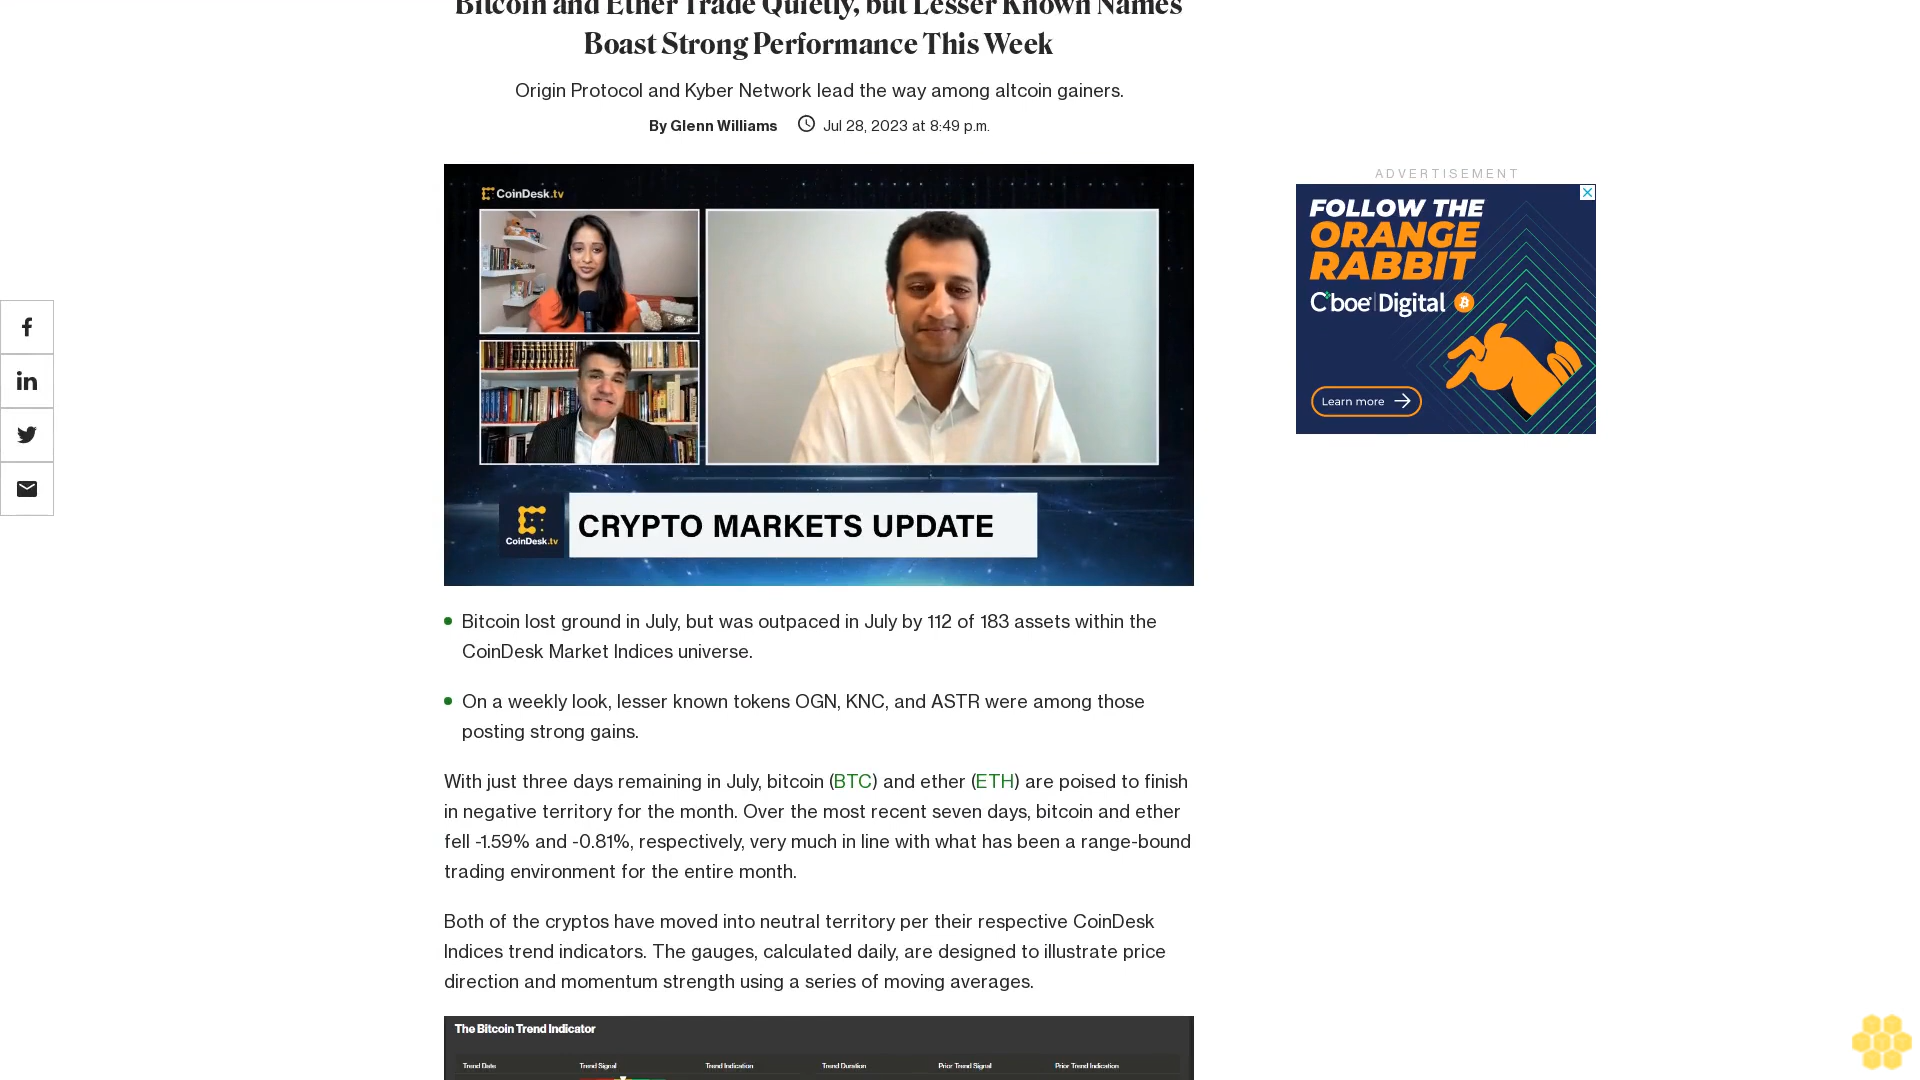 Bitcoin and Ether Trade Quietly, but Lesser Known Names
Boast Strong Performance This Week
Origin Protocol and Kyber Network lead the way among altcoin gainers.
By Glenn Williams Jul 28, 2023 at 8:49 p.m.
ADVERTISEMENT
FOLLOW THE
ORANGE
RABBIT
Cboe Digital
Learn more
CoinDesk.tv
CoinDesk.tv
CRYPTO MARKETS UPDATE
Bitcoin lost ground in July, but was outpaced in July by 112 of 183 assets within the
CoinDesk Market Indices universe.
On a weekly look, lesser known tokens OGN, KNC, and ASTR were among those
posting strong gains.
With just three days remaining in July, bitcoin (BTC) and ether (ETH) are poised to finish
in negative territory for the month. Over the most recent seven days, bitcoin and ether
fell -1.59% and -0.81%, respectively, very much in line with what has been a range-bound
trading environment for the entire month.
Both of the cryptos have moved into neutral territory per their respective CoinDesk
Indices trend indicators. The gauges, calculated daily, are designed to illustrate price
direction and momentum strength using a series of moving averages.
The Bitcoin Trend Indicator
Trend Date Trend Signal Trend Indication Trend Duration Prior Trend Signal Prior Trend Indication